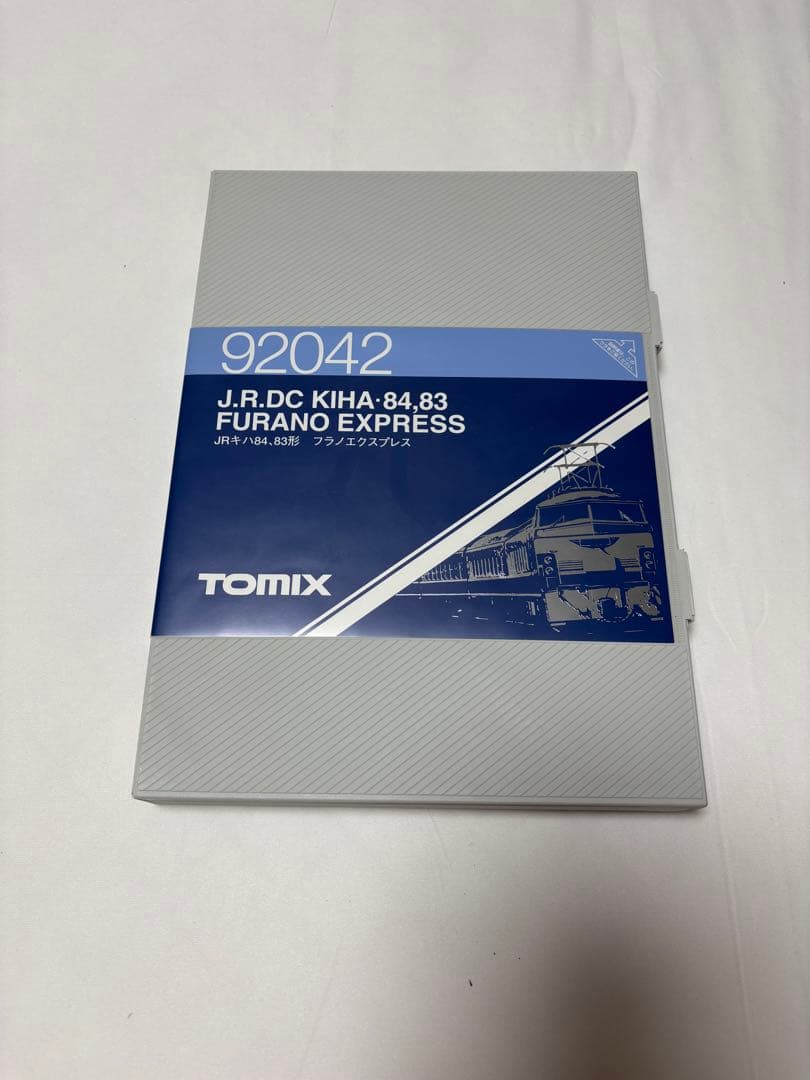 92042
J.R.DC KIHA·84,83
FURANO EXPRESS
JRキハ84、83形　フラノエクスプレス
TOMIX